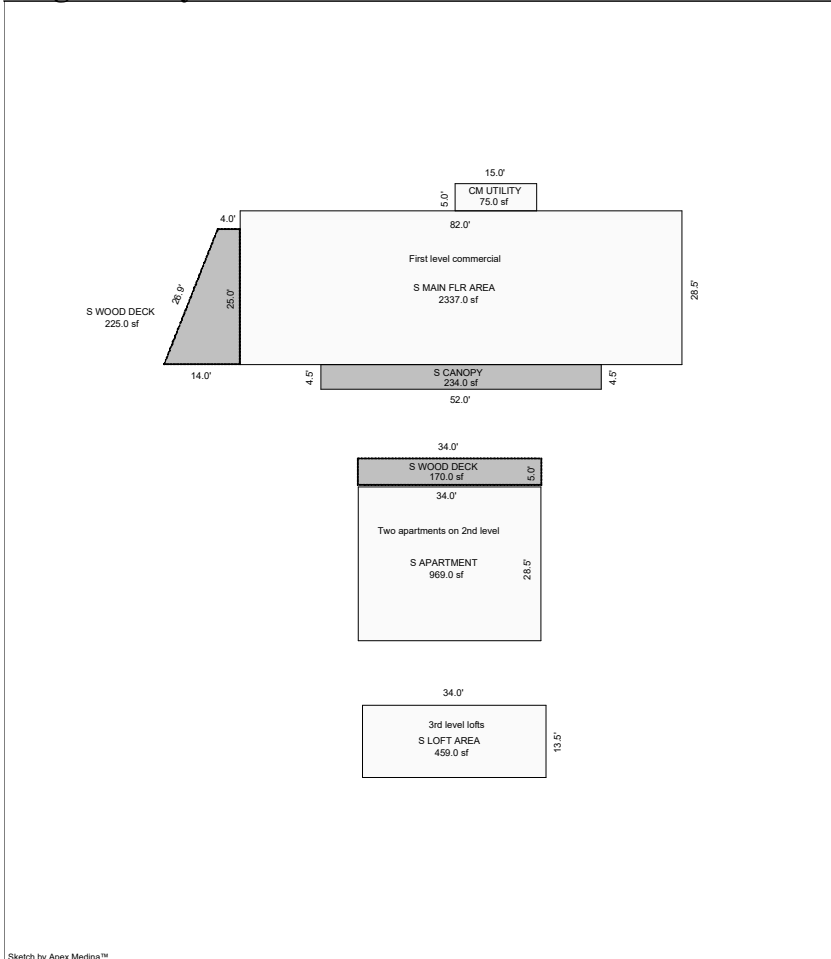 15.0'
CM UTILITY
5.0'
75.0 sf
4.0'
82.0'
First level commercial
26.9'
25.0'
S MAIN FLR AREA
2337.0 sf
28.5'
S WOOD DECK
225.0 sf
14.0'
4.5'
S CANOPY
234.0 sf
4.5'
52.0'
34.0'
S WOOD DECK
170.0 sf
5.0'
34.0'
Two apartments on 2nd level
S APARTMENT
969.0 sf
28.5'
34.0'
3rd level lofts
S LOFT AREA
459.0 sf
13.5'
Sketch by Apex Medina™